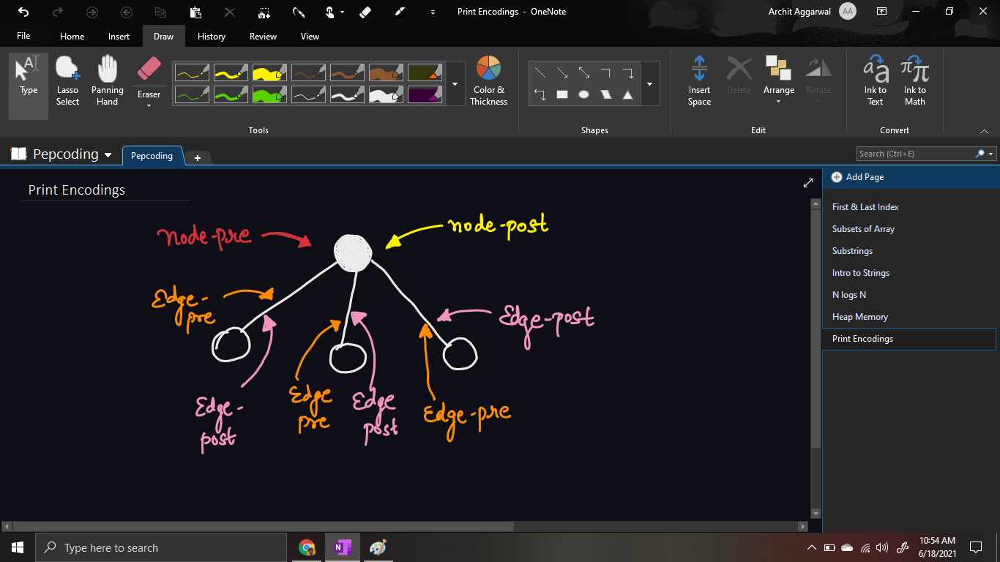 Print Encodings - OneNote
Archit Aggarwal AA
File Home Insert Draw History Review View
Type
Lasso
Select
Panning
Hand
Eraser
Color &
Thickness
Insert
Space
Delete
Arrange
Rotate
Ink to
Text
Ink to
Math
Tools Shapes Edit Convert
Pepcoding
Pepcoding
+
Search (Ctrl+E)
Print Encodings
node-pre
node-post
Edge-
pre
Edge-post
Edge-
post
Edge
pre
Edge
post
Edge-pre
Add Page
First & Last Index
Subsets of Array
Substrings
Intro to Strings
N logs N
Heap Memory
Print Encodings
Type here to search
N
10:54 AM
6/18/2021